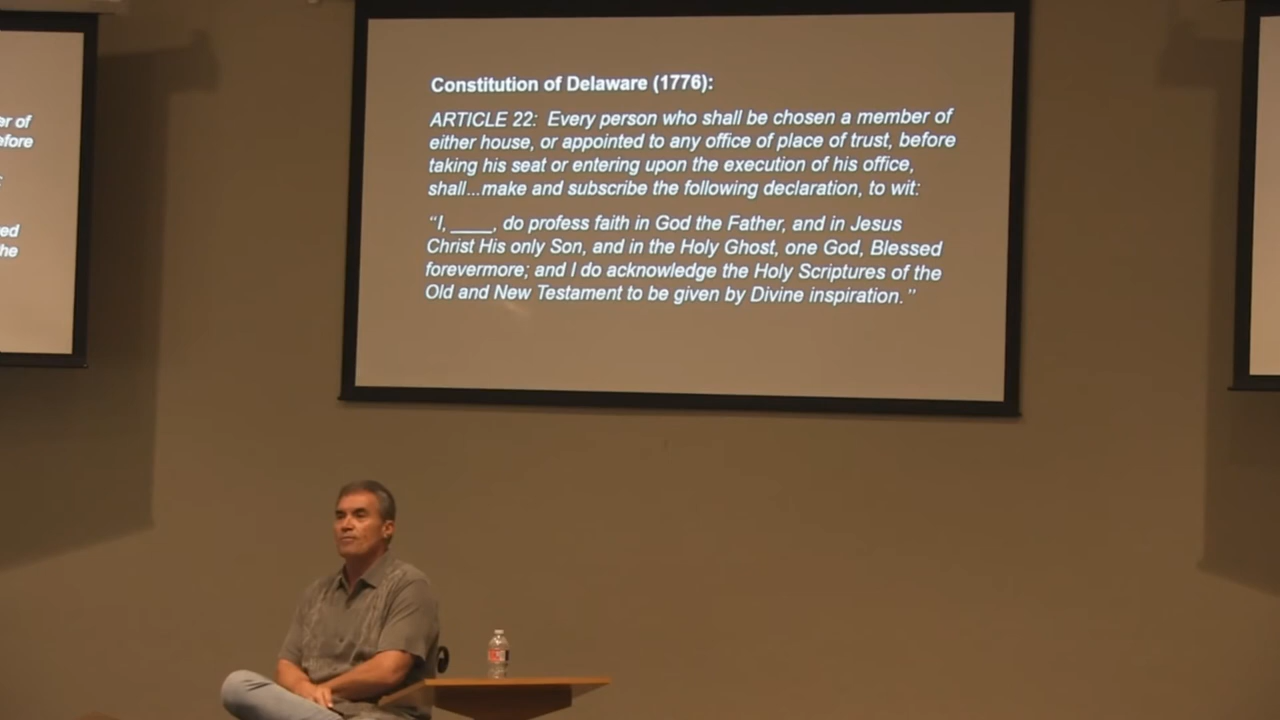 Constitution of Delaware (1776):
ARTICLE 22: Every person who shall be chosen a member of
either house, or appointed to any office of place of trust, before
taking his seat or entering upon the execution of his office,
shall...make and subscribe the following declaration, to wit:
“I, ____, do profess faith in God the Father, and in Jesus
Christ His only Son, and in the Holy Ghost, one God, Blessed
forevermore; and I do acknowledge the Holy Scriptures of the
Old and New Testament to be given by Divine inspiration.”